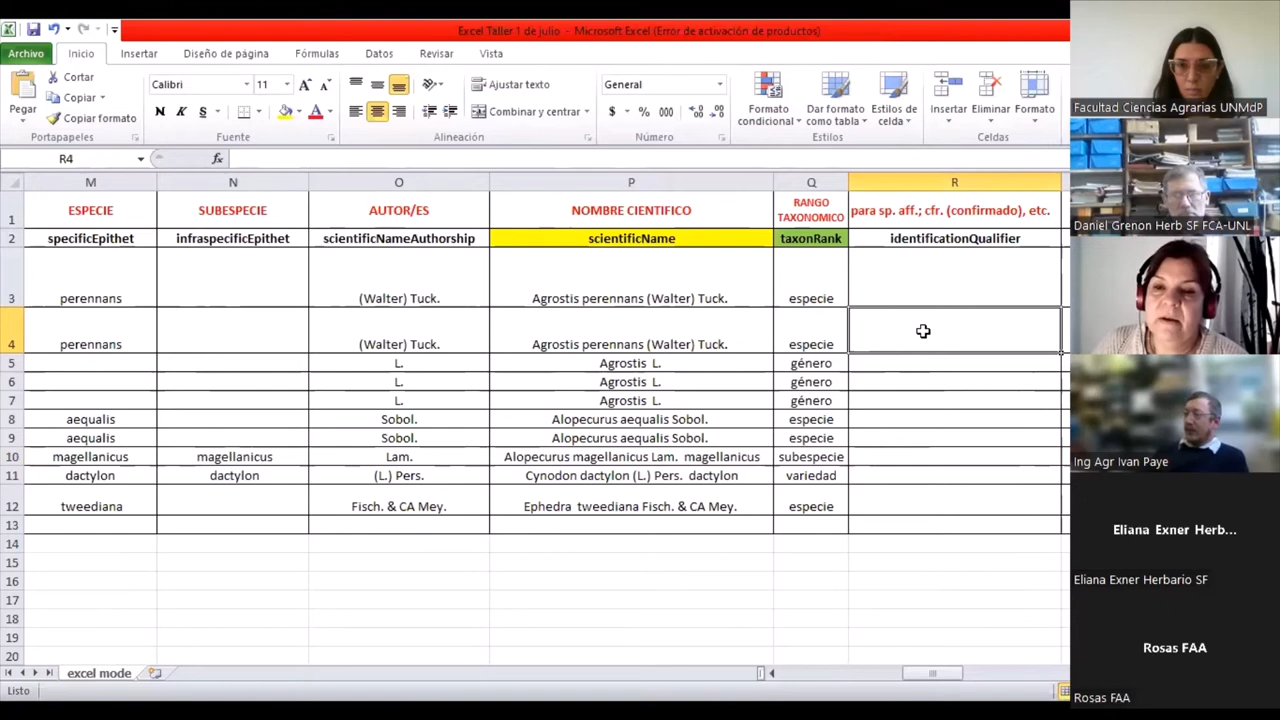 Excel Taller 1 de julio - Microsoft Excel (Error de activación de productos)
Archivo Inicio Insertar Diseño de página Fórmulas Datos Revisar Vista
Pegar
Cortar
Copiar
Copiar formato
Portapapeles
Calibri 11
N K S
Fuente
Ajustar texto
Combinar y centrar
Alineación
General
$ % 000
Número
Formato condicional
Dar formato como tabla
Estilos de celda
Estilos
Insertar Eliminar Formato
Celdas
R4 fx
M N O P Q R
1 ESPECIE SUBESPECIE AUTOR/ES NOMBRE CIENTIFICO RANGO TAXONOMICO para sp. aff.; cfr. (confirmado), etc.
2 specificEpithet infraspecificEpithet scientificNameAuthorship scientificName taxonRank identificationQualifier
3 perennans (Walter) Tuck. Agrostis perennans (Walter) Tuck. especie
4 perennans (Walter) Tuck. Agrostis perennans (Walter) Tuck. especie
5 L. Agrostis L. género
6 L. Agrostis L. género
7 L. Agrostis L. género
8 aequalis Sobol. Alopecurus aequalis Sobol. especie
9 aequalis Sobol. Alopecurus aequalis Sobol. especie
10 magellanicus magellanicus Lam. Alopecurus magellanicus Lam. magellanicus subespecie
11 dactylon dactylon (L.) Pers. Cynodon dactylon (L.) Pers. dactylon variedad
12 tweediana Fisch. & CA Mey. Ephedra tweediana Fisch. & CA Mey. especie
13
14
15
16
17
18
19
20
excel mode
Listo
Facultad Ciencias Agrarias UNMdP
Daniel Grenon Herb SF FCA-UNL
Ing Agr Ivan Paye
Eliana Exner Herb...
Eliana Exner Herbario SF
Rosas FAA
Rosas FAA